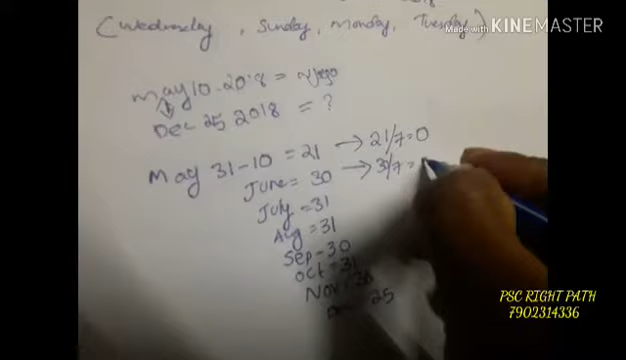 Made with KINEMASTER
(Wednesday, Sunday, Monday, Tuesday)
May 10 - 2018 =
Dec 25 2018 = ?
May 31-10 = 21 → 21/7=0
June = 30 → 31/7 =
July = 31
Aug = 31
Sep - 30
Oct = 31
Nov - 30
25
PSC RIGHT PATH
7902314336